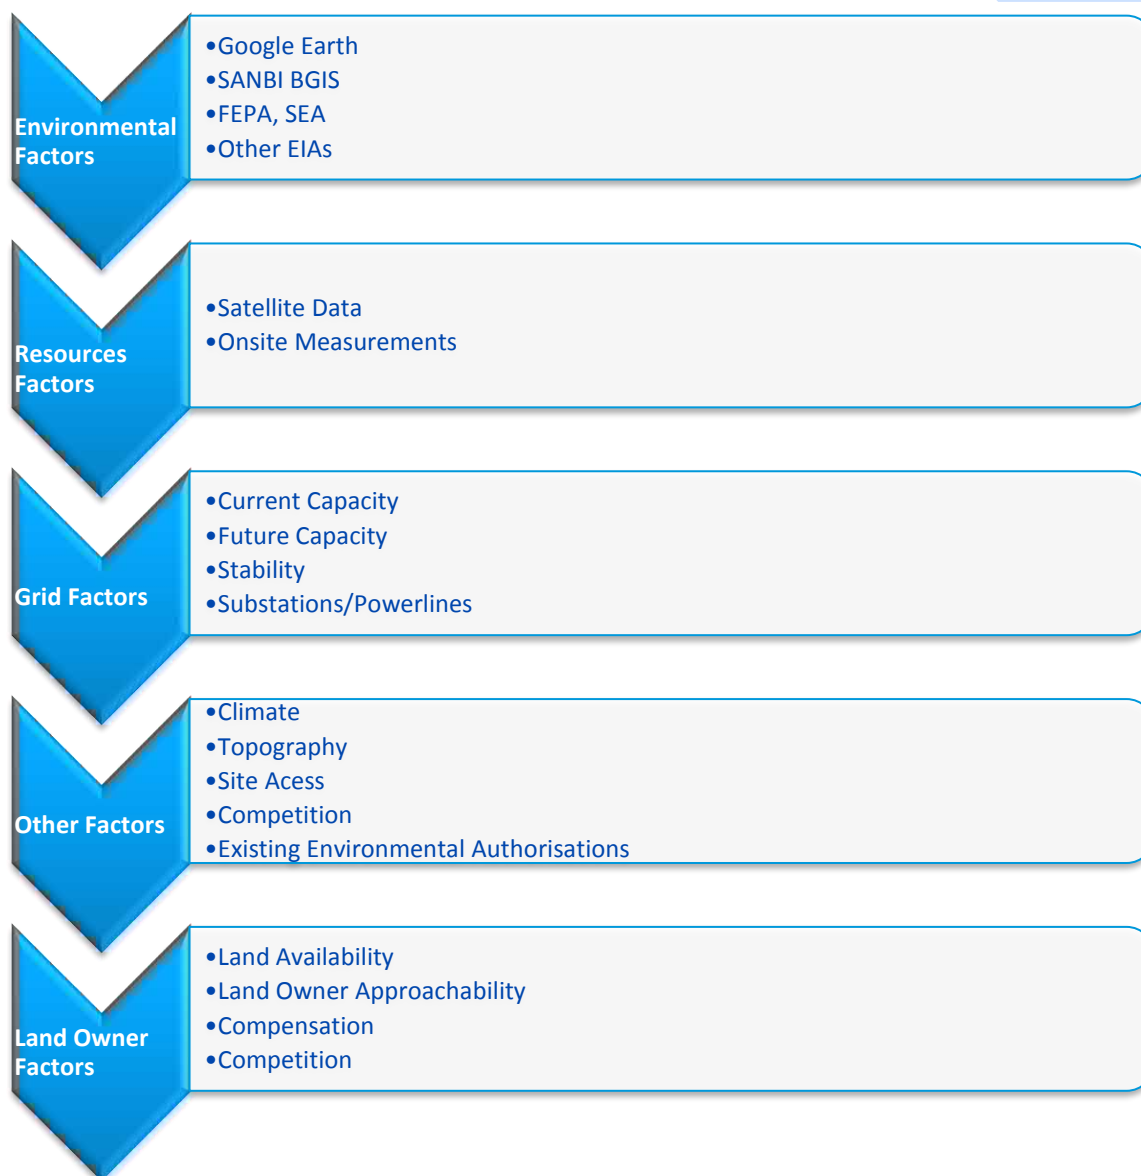 Environmental
Factors
•Google Earth
•SANBI BGIS
•FEPA, SEA
•Other EIAs
Resources
Factors
•Satellite Data
•Onsite Measurements
Grid Factors
•Current Capacity
•Future Capacity
•Stability
•Substations/Powerlines
Other Factors
•Climate
•Topography
•Site Acess
•Competition
•Existing Environmental Authorisations
Land Owner
Factors
•Land Availability
•Land Owner Approachability
•Compensation
•Competition